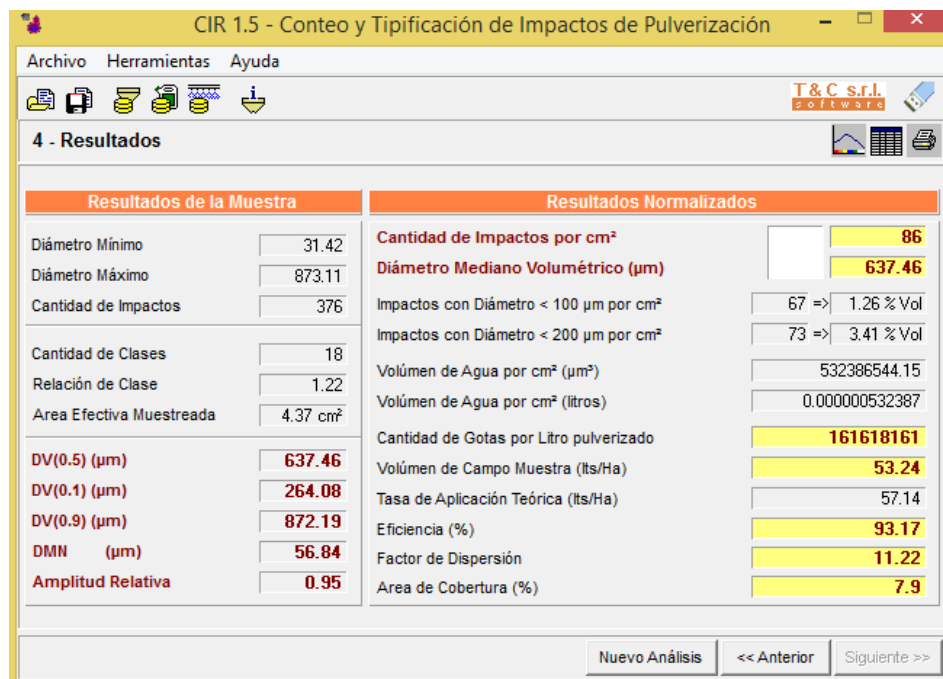 CIR 1.5 - Conteo y Tipificación de Impactos de Pulverización
Archivo Herramientas Ayuda
T & C s.r.l.
software
4 - Resultados
Resultados de la Muestra
Diámetro Mínimo 31.42
Diámetro Máximo 873.11
Cantidad de Impactos 376
Cantidad de Clases 18
Relación de Clase 1.22
Area Efectiva Muestreada 4.37 cm²
DV(0.5) (µm) 637.46
DV(0.1) (µm) 264.08
DV(0.9) (µm) 872.19
DMN (µm) 56.84
Amplitud Relativa 0.95
Resultados Normalizados
Cantidad de Impactos por cm² 86
Diámetro Mediano Volumétrico (µm) 637.46
Impactos con Diámetro < 100 µm por cm² 67 => 1.26 % Vol
Impactos con Diámetro < 200 µm por cm² 73 => 3.41 % Vol
Volúmen de Agua por cm² (µm³) 532386544.15
Volúmen de Agua por cm² (litros) 0.000000532387
Cantidad de Gotas por Litro pulverizado 161618161
Volúmen de Campo Muestra (lts/Ha) 53.24
Tasa de Aplicación Teórica (lts/Ha) 57.14
Eficiencia (%) 93.17
Factor de Dispersión 11.22
Area de Cobertura (%) 7.9
Nuevo Análisis << Anterior Siguiente >>